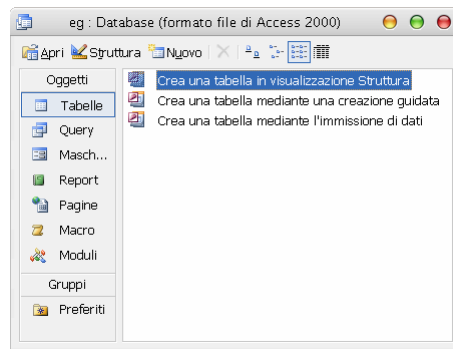 eg : Database (formato file di Access 2000)
Apri Struttura Nuovo
Oggetti
Tabelle
Query
Masch...
Report
Pagine
Macro
Moduli
Gruppi
Preferiti
Crea una tabella in visualizzazione Struttura
Crea una tabella mediante una creazione guidata
Crea una tabella mediante l'immissione di dati